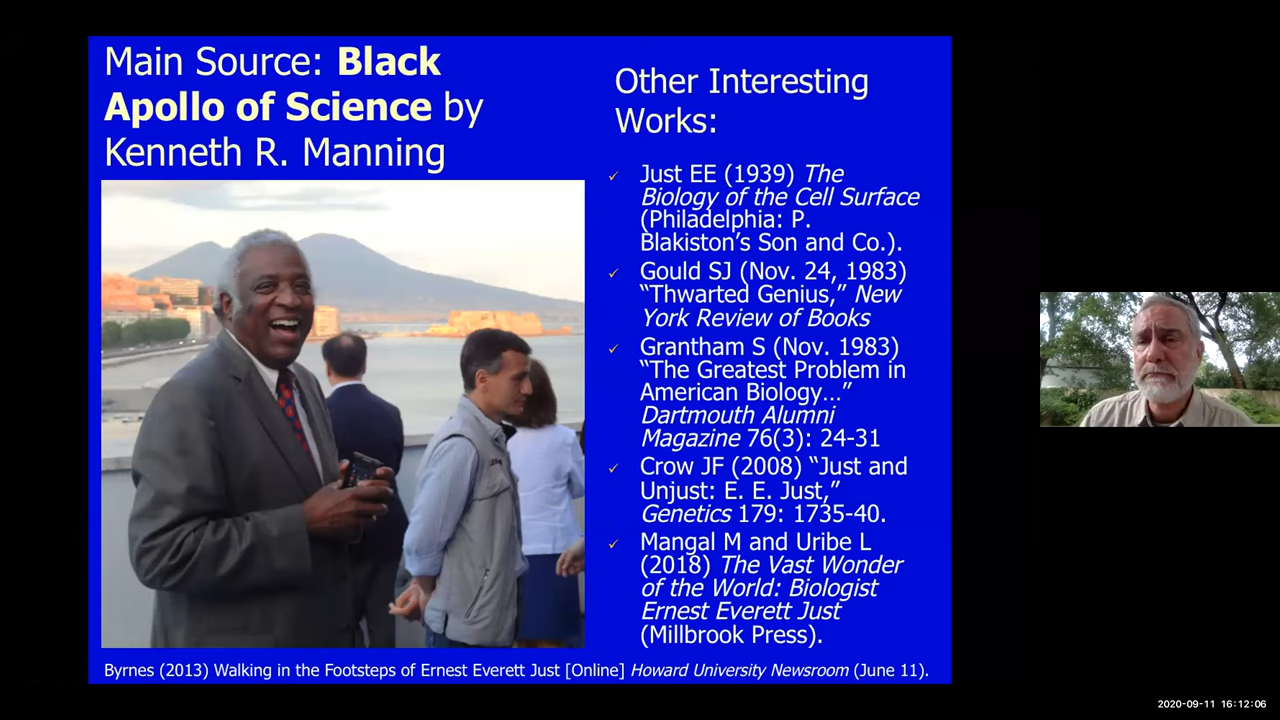 Main Source: Black
Apollo of Science by
Kenneth R. Manning
Other Interesting
Works:
Just EE (1939) The
Biology of the Cell Surface
(Philadelphia: P.
Blakiston’s Son and Co.).
Gould SJ (Nov. 24, 1983)
“Thwarted Genius,” New
York Review of Books
Grantham S (Nov. 1983)
“The Greatest Problem in
American Biology…”
Dartmouth Alumni
Magazine 76(3): 24-31
Crow JF (2008) “Just and
Unjust: E. E. Just,”
Genetics 179: 1735-40.
Mangal M and Uribe L
(2018) The Vast Wonder
of the World: Biologist
Ernest Everett Just
(Millbrook Press).
Byrnes (2013) Walking in the Footsteps of Ernest Everett Just [Online] Howard University Newsroom (June 11).
2020-09-11 16:12:06